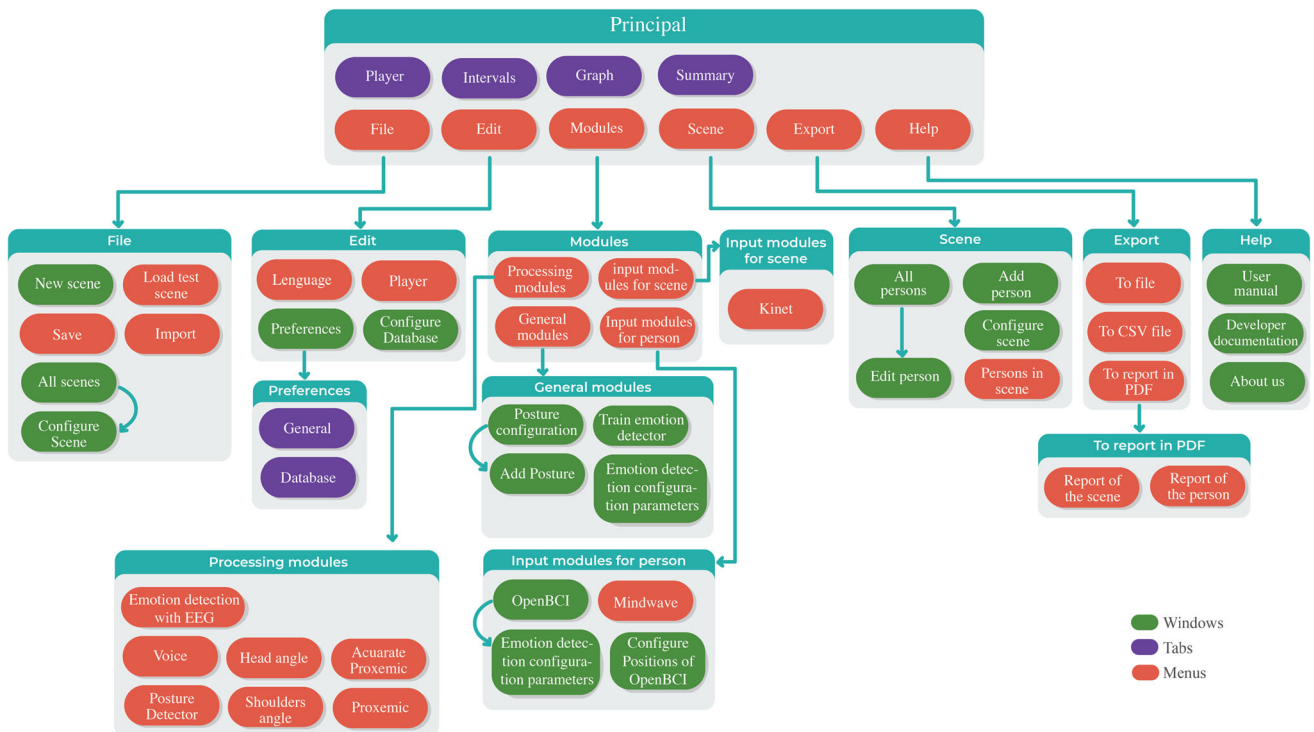 Principal
Player
Intervals
Graph
Summary
File
Edit
Modules
Scene
Export
Help
File
New scene
Load test
scene
Save
Import
All scenes
Configure
Scene
Edit
Lenguage
Player
Preferences
Configure
Database
Preferences
General
Database
Modules
Processing
modules
input mod-
ules for scene
General
modules
Input modules
for person
Input modules
for scene
Kinet
General modules
Posture
configuration
Train emotion
detector
Add Posture
Emotion detec-
tion configura-
tion parameters
Scene
All
persons
Add
person
Configure
scene
Edit person
Persons in
scene
Export
To file
To CSV file
To report in
PDF
Help
User
manual
Developer
documentation
About us
To report in PDF
Report of
the scene
Report of
the person
Processing modules
Emotion detection
with EEG
Voice
Head angle
Acuarate
Proxemic
Posture
Detector
Shoulders
angle
Proxemic
Input modules for person
OpenBCI
Mindwave
Emotion detec-
tion configura-
tion parameters
Configure
Positions of
OpenBCI
Windows
Tabs
Menus